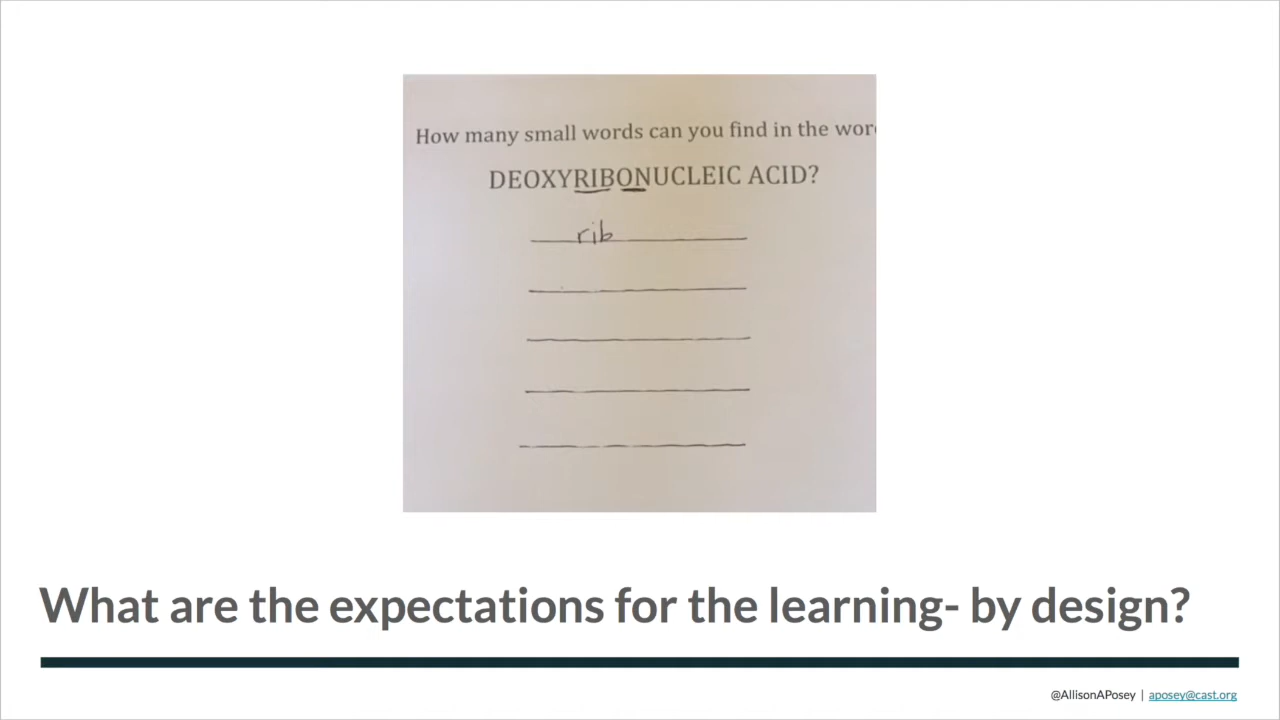 How many small words can you find in the wor
DEOXYRIBONUCLEIC ACID?
rib
What are the expectations for the learning- by design?
@AllisonAPosey | aposey@cast.org